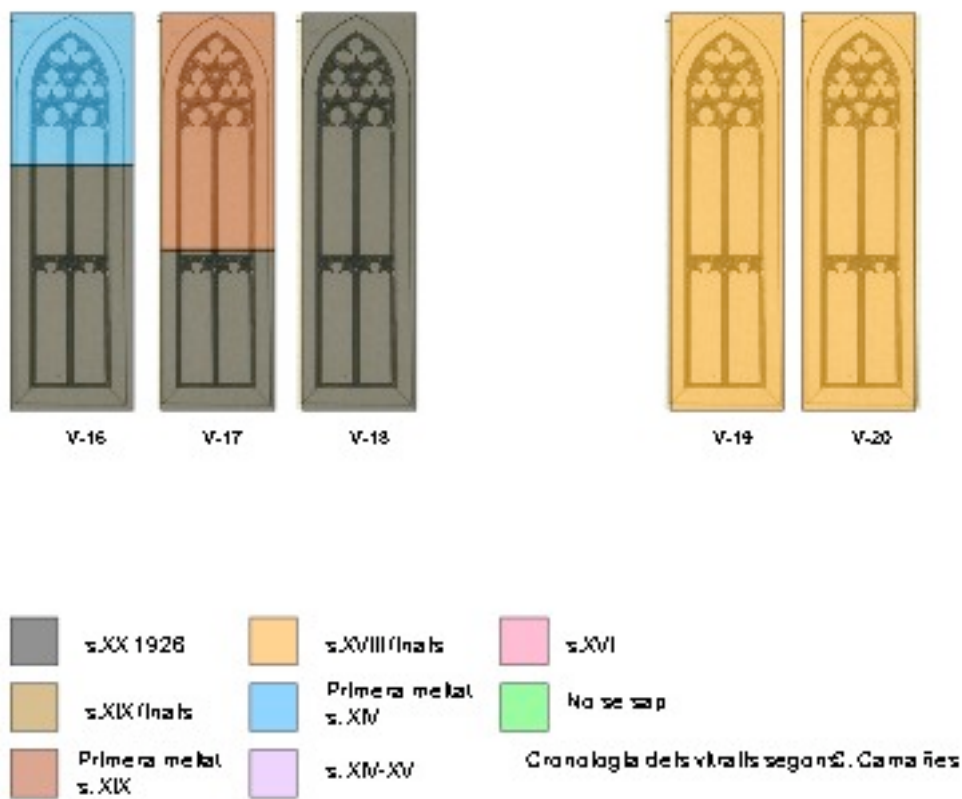 V-16 V-17 V-18 V-19 V-20
s.XX 1926
s.XVIII finals
s.XVI
s.XIX finals
Primera meitat
s. XIV
No se sap
Primera meitat
s. XIX
s. XIV-XV
Cronologia dels vitralls segons C. Camañes